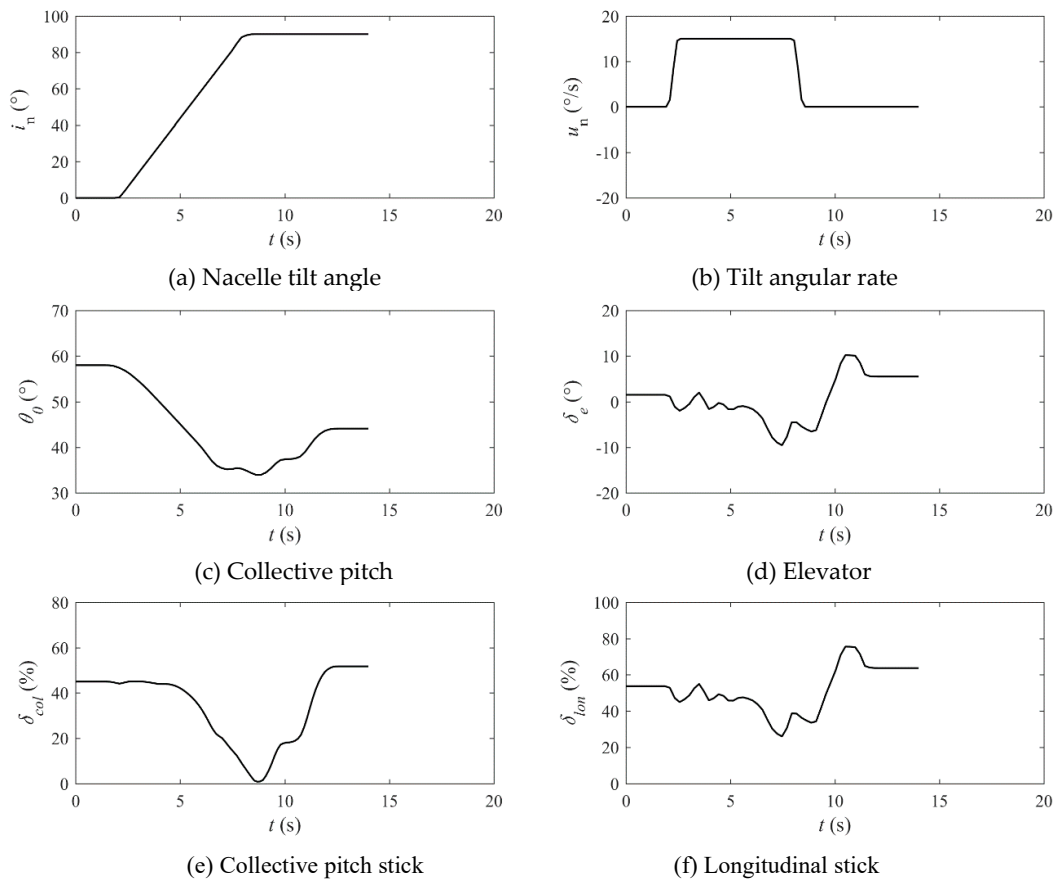 100
80
60
40
20
0
i_n (°)
0 5 10 15 20
t (s)
(a) Nacelle tilt angle
20
10
0
-10
-20
u_n (°/s)
0 5 10 15 20
t (s)
(b) Tilt angular rate
70
60
50
40
30
θ_0 (°)
0 5 10 15 20
t (s)
(c) Collective pitch
20
10
0
-10
-20
δ_e (°)
0 5 10 15 20
t (s)
(d) Elevator
80
60
40
20
0
δ_col (%)
0 5 10 15 20
t (s)
(e) Collective pitch stick
100
80
60
40
20
0
δ_lon (%)
0 5 10 15 20
t (s)
(f) Longitudinal stick